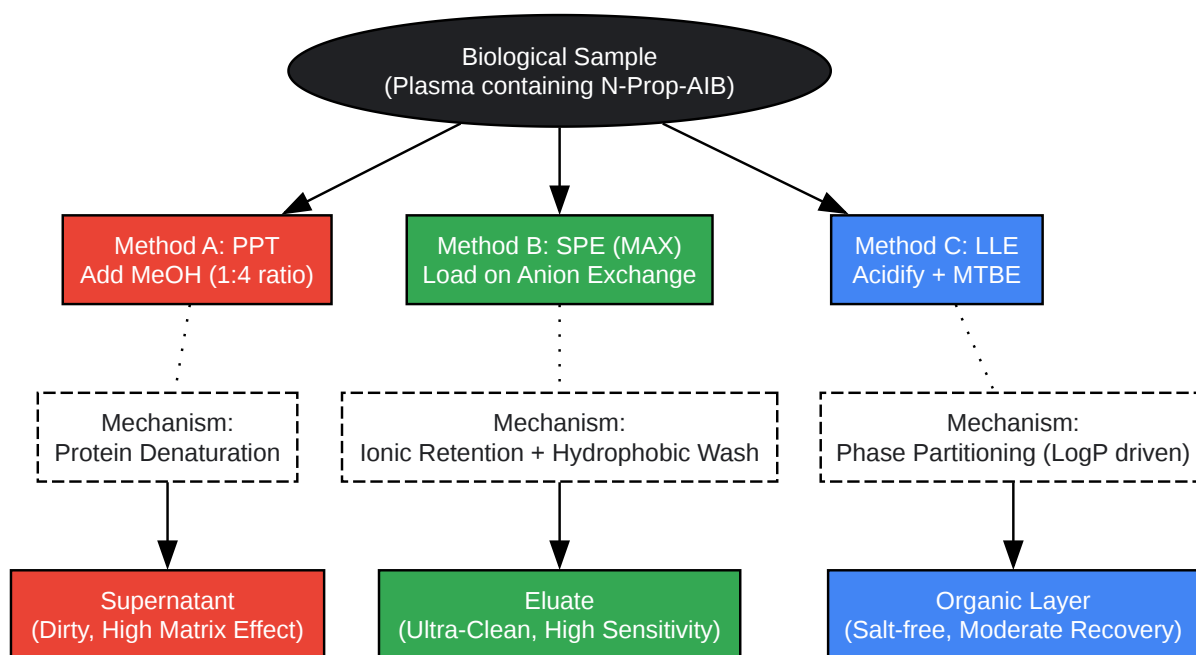 Biological Sample
(Plasma containing N-Prop-AIB)
Method A: PPT
Add MeOH (1:4 ratio)
Method B: SPE (MAX)
Load on Anion Exchange
Method C: LLE
Acidify + MTBE
Mechanism:
Protein Denaturation
Mechanism:
Ionic Retention + Hydrophobic Wash
Mechanism:
Phase Partitioning (LogP driven)
Supernatant
(Dirty, High Matrix Effect)
Eluate
(Ultra-Clean, High Sensitivity)
Organic Layer
(Salt-free, Moderate Recovery)